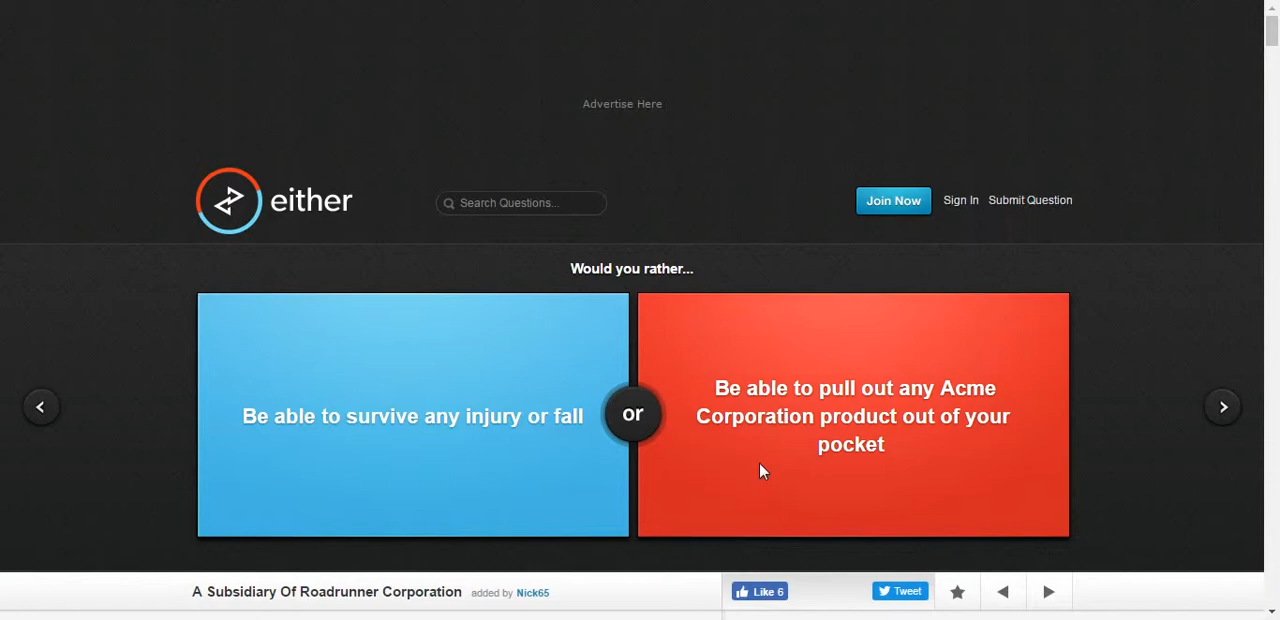 Advertise Here
either
Search Questions...
Join Now
Sign In
Submit Question
Would you rather...
Be able to survive any injury or fall
or
Be able to pull out any Acme
Corporation product out of your
pocket
A Subsidiary Of Roadrunner Corporation added by Nick65
Like 6
Tweet